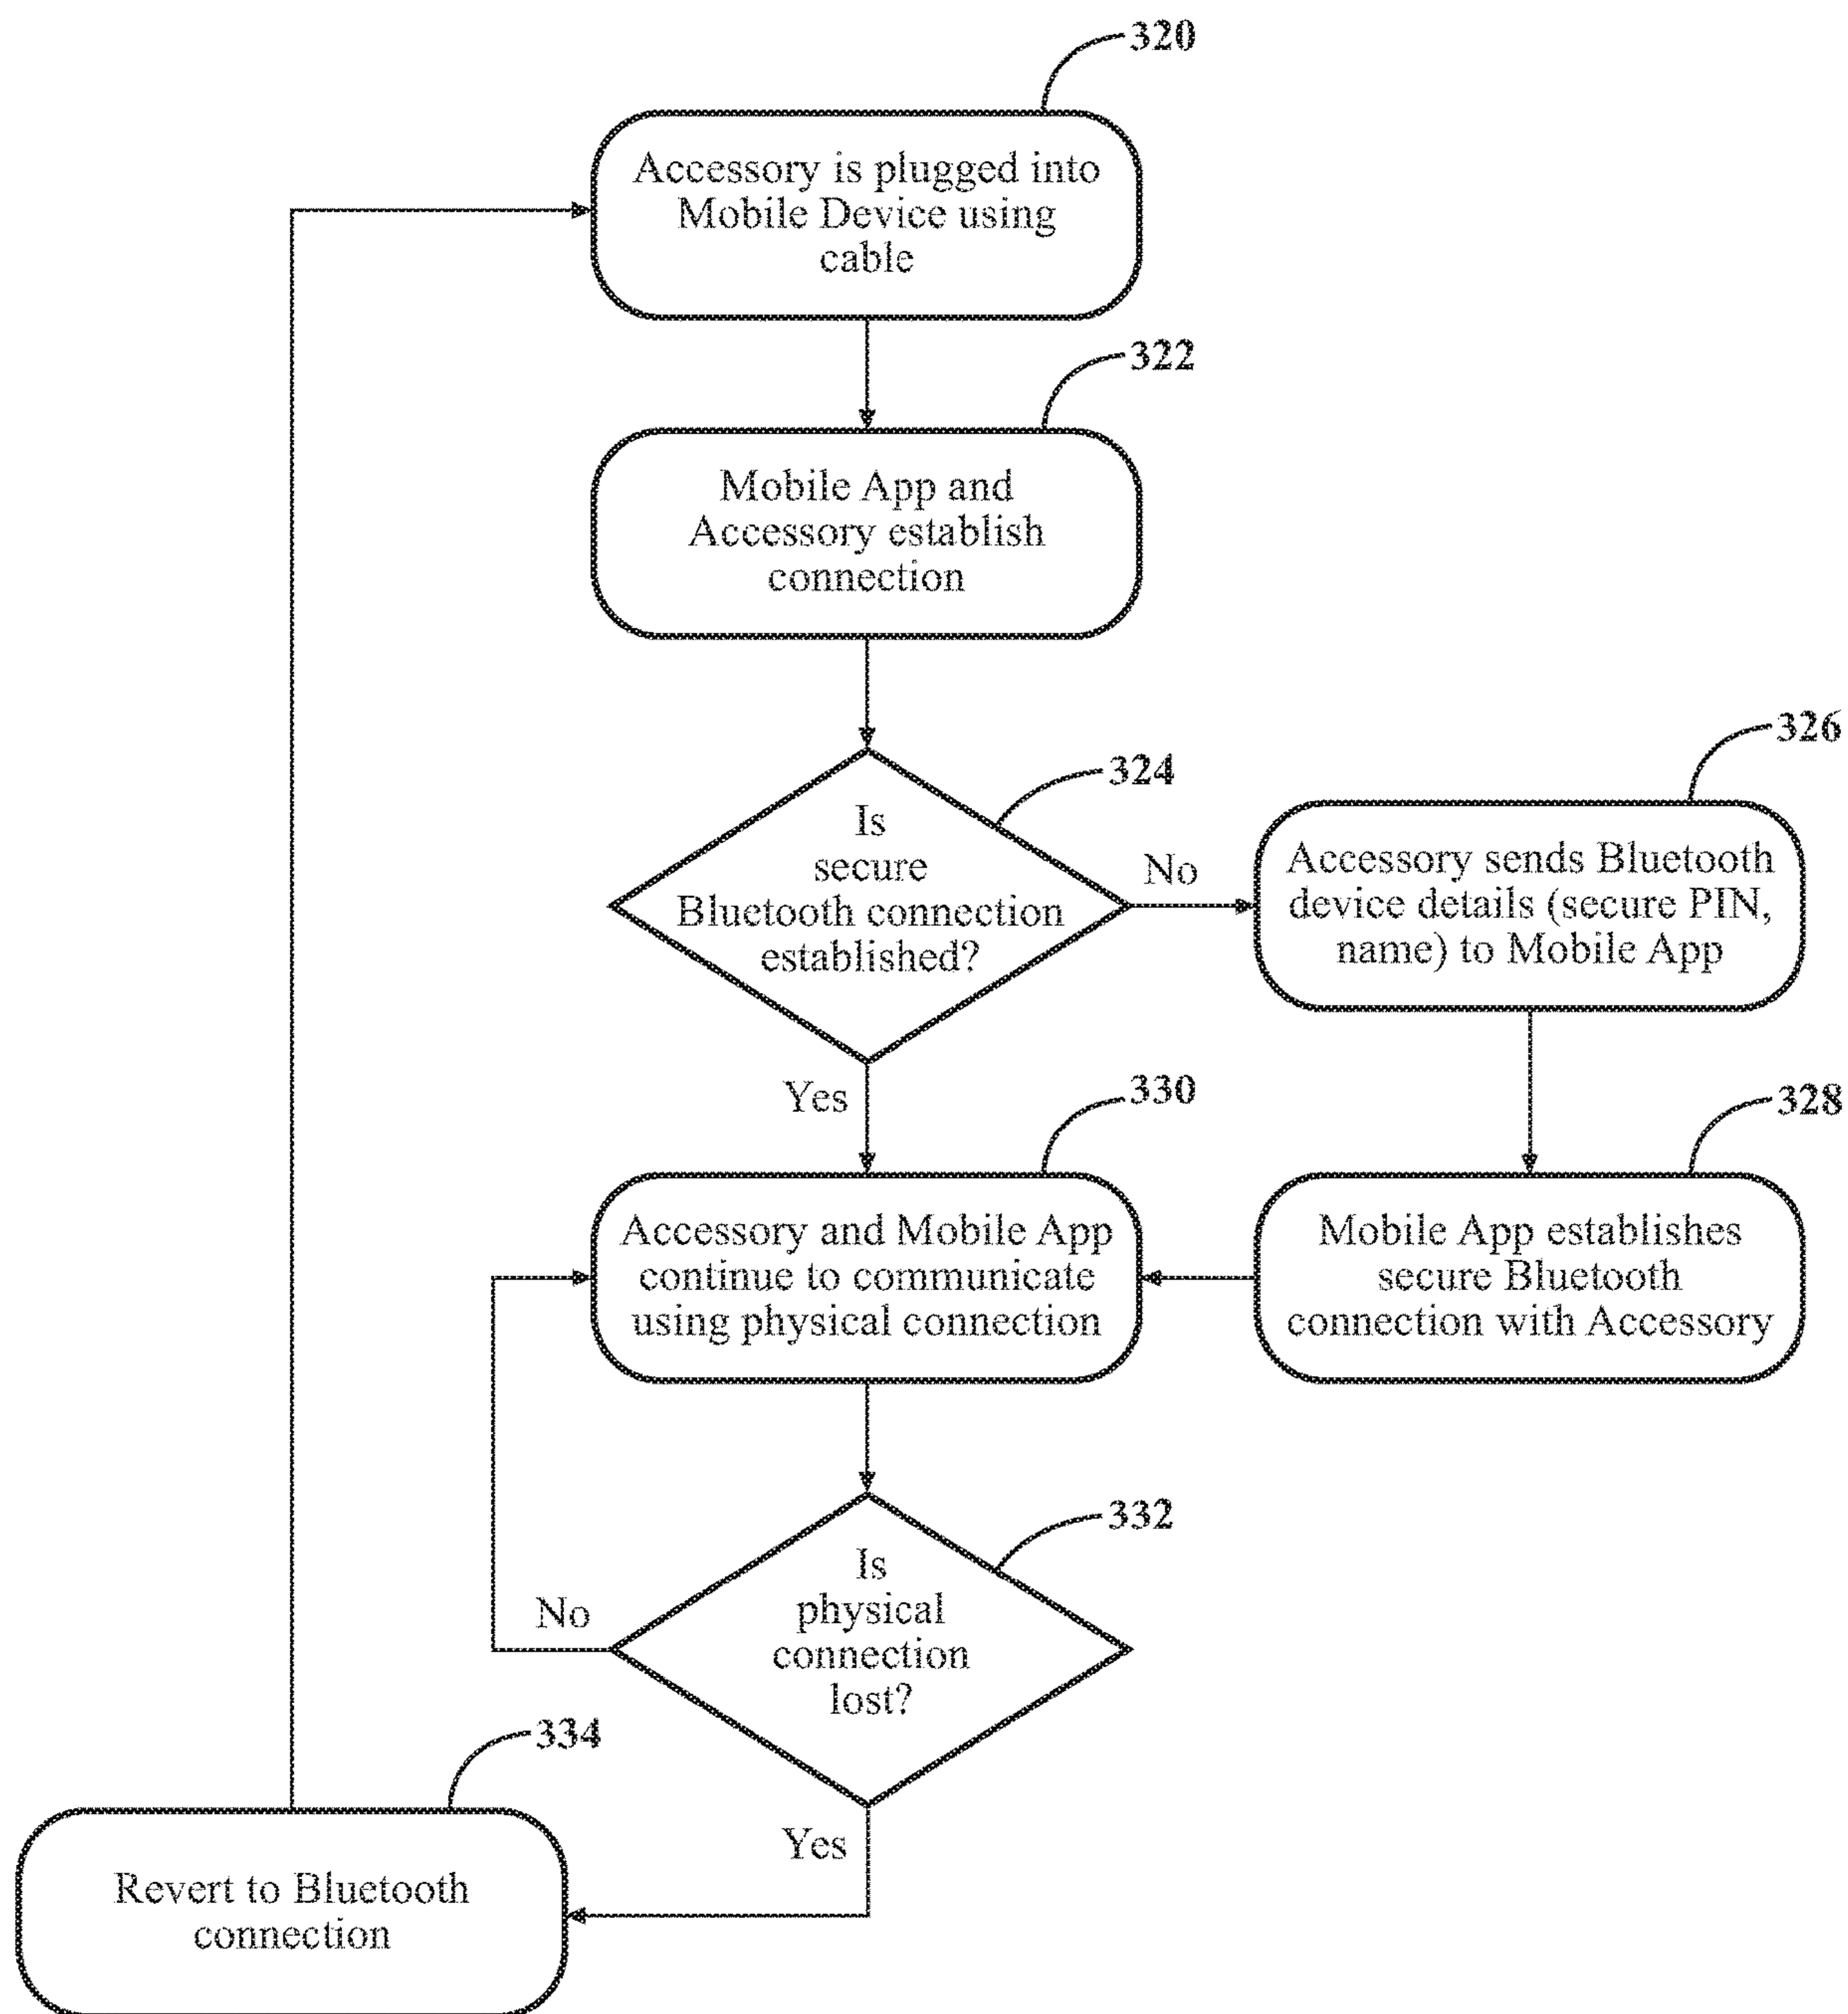 320
Accessory is plugged into
Mobile Device using
cable
322
Mobile App and
Accessory establish
connection
324
Is
secure
Bluetooth connection
established?
No
Yes
326
Accessory sends Bluetooth
device details (secure PIN,
name) to Mobile App
328
Mobile App establishes
secure Bluetooth
connection with Accessory
330
Accessory and Mobile App
continue to communicate
using physical connection
332
Is
physical
connection
lost?
No
Yes
334
Revert to Bluetooth
connection